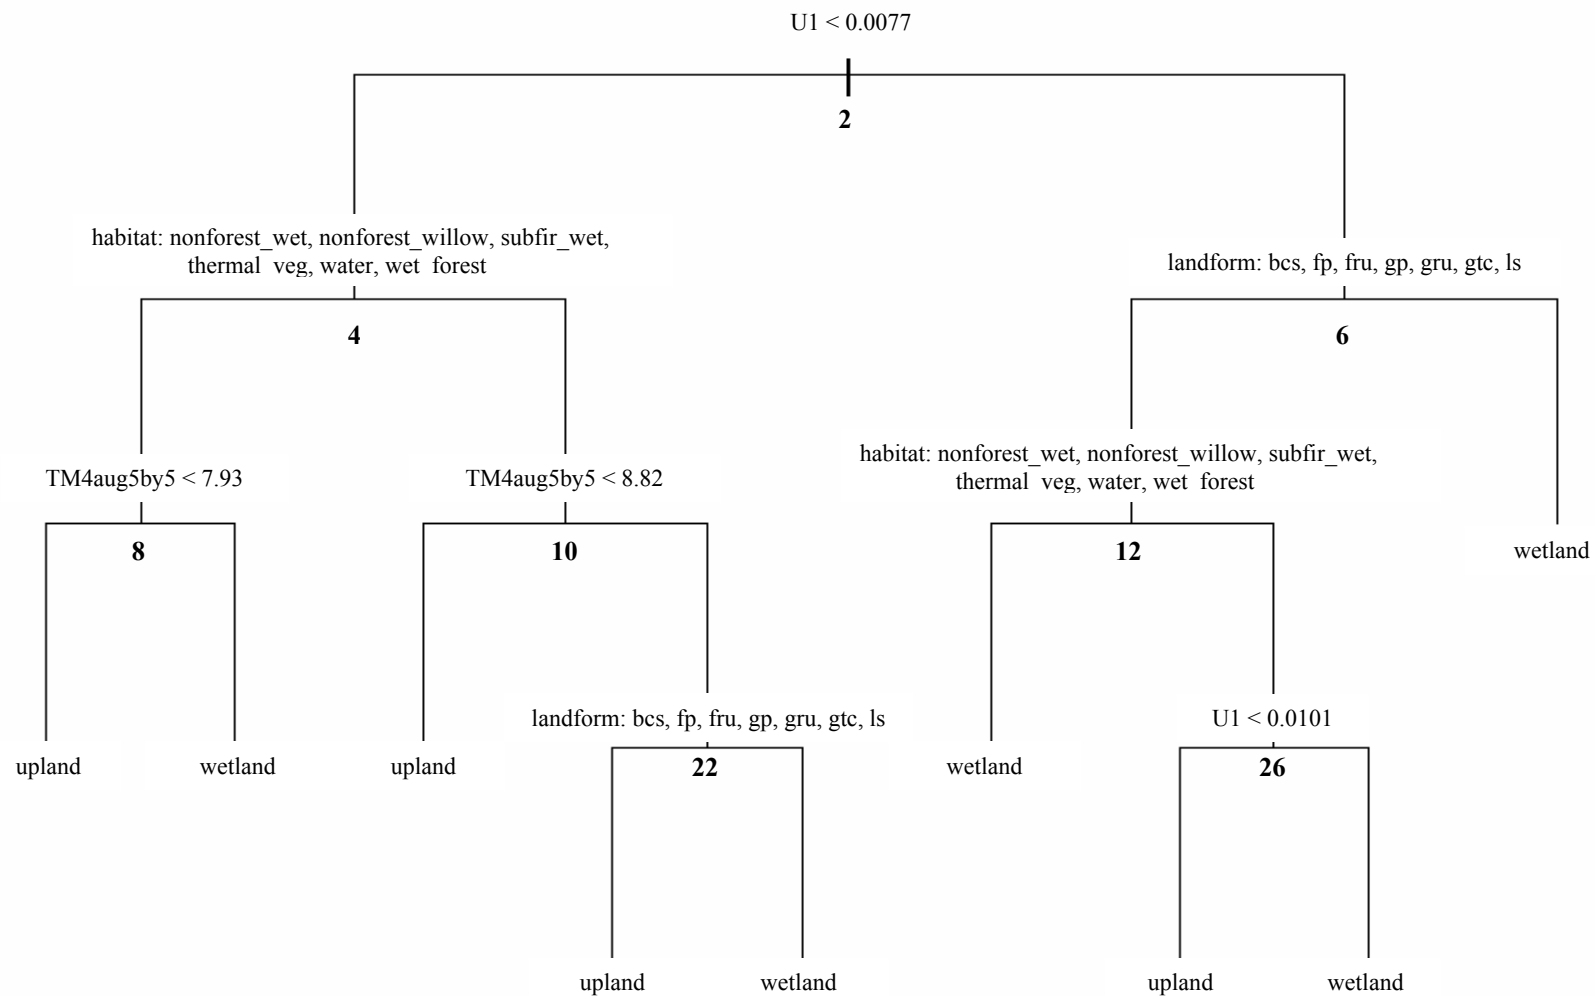 U1 < 0.0077
2
habitat: nonforest_wet, nonforest_willow, subfir_wet,
thermal veg, water, wet forest
landform: bcs, fp, fru, gp, gru, gtc, ls
4
6
habitat: nonforest_wet, nonforest_willow, subfir_wet,
thermal veg, water, wet forest
TM4aug5by5 < 7.93
TM4aug5by5 < 8.82
8
10
12
wetland
landform: bcs, fp, fru, gp, gru, gtc, ls
U1 < 0.0101
upland
wetland
upland
22
wetland
26
upland
wetland
upland
wetland